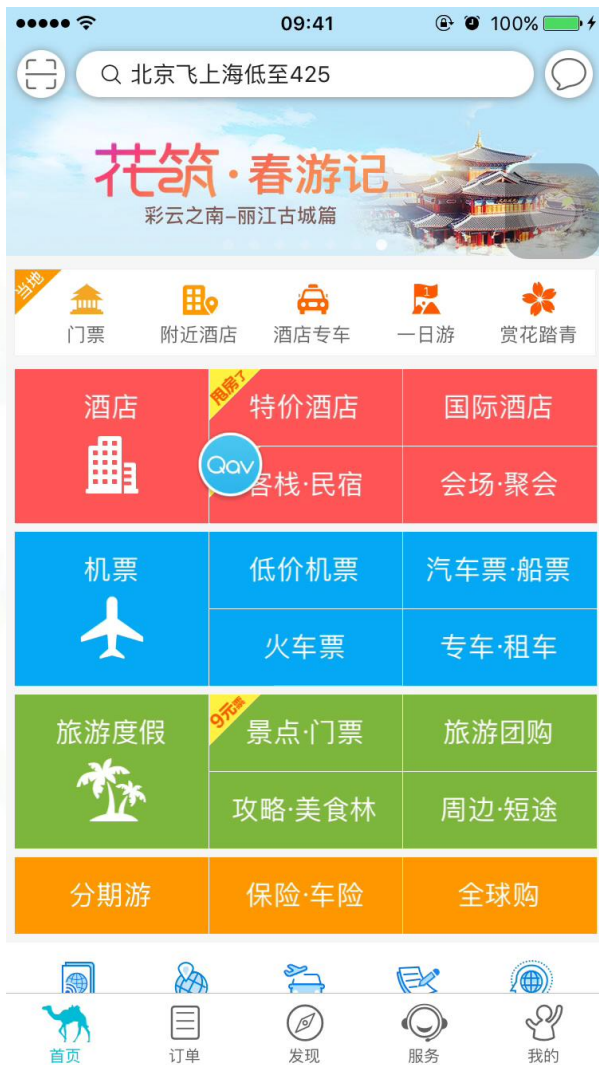 09:41
100%
北京飞上海低至425
花筑·春游记
彩云之南-丽江古城篇
当地
门票
附近酒店
酒店专车
1
一日游
赏花踏青
酒店
甩房了
特价酒店
国际酒店
Qav
客栈·民宿
会场·聚会
机票
低价机票
汽车票·船票
火车票
专车·租车
旅游度假
9元票
景点·门票
旅游团购
攻略·美食林
周边·短途
分期游
保险·车险
全球购
首页
订单
发现
服务
我的